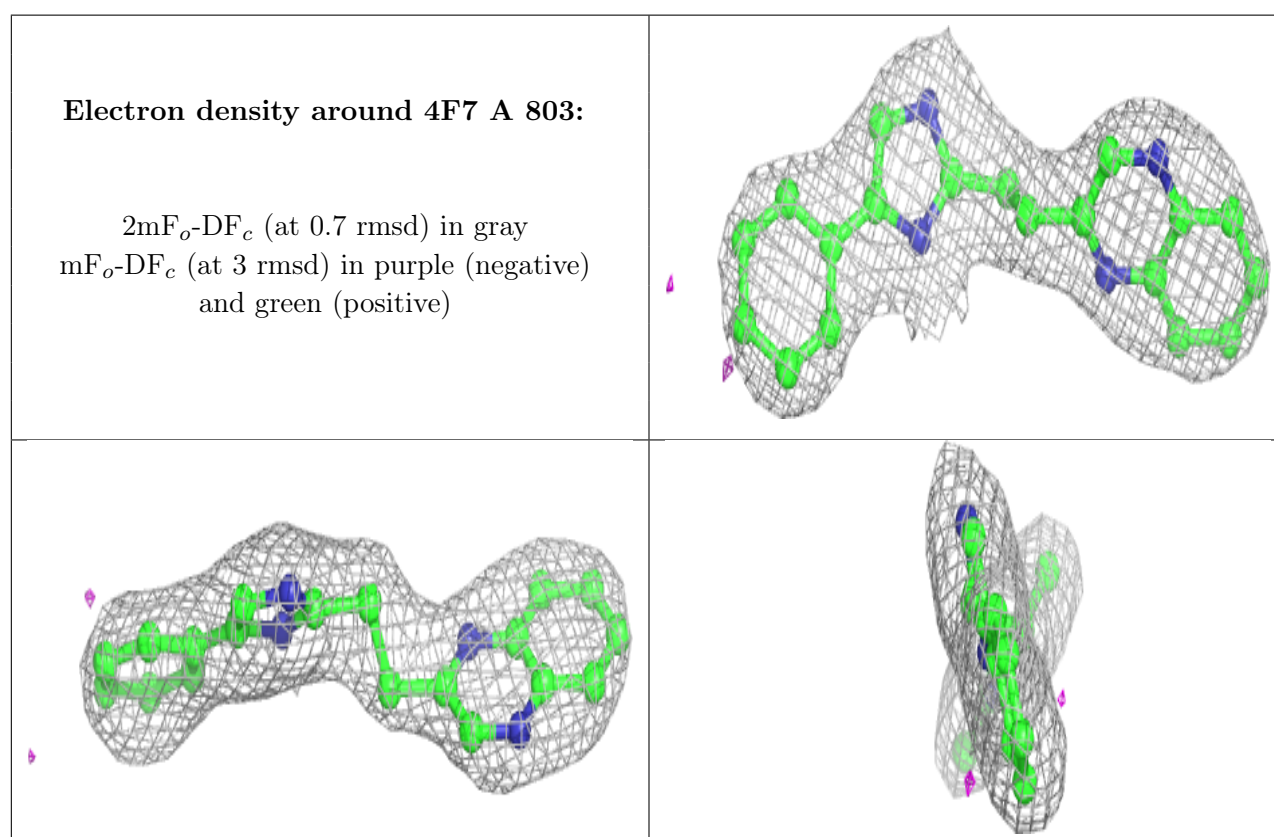 Electron density around 4F7 A 803:
2mFo-DFc (at 0.7 rmsd) in gray
mFo-DFc (at 3 rmsd) in purple (negative)
and green (positive)